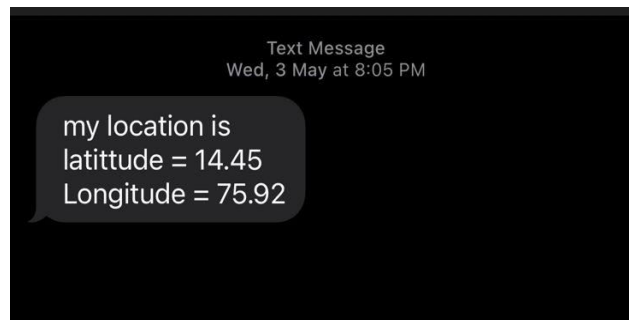 Text Message
Wed, 3 May at 8:05 PM
my location is
latittude = 14.45
Longitude = 75.92